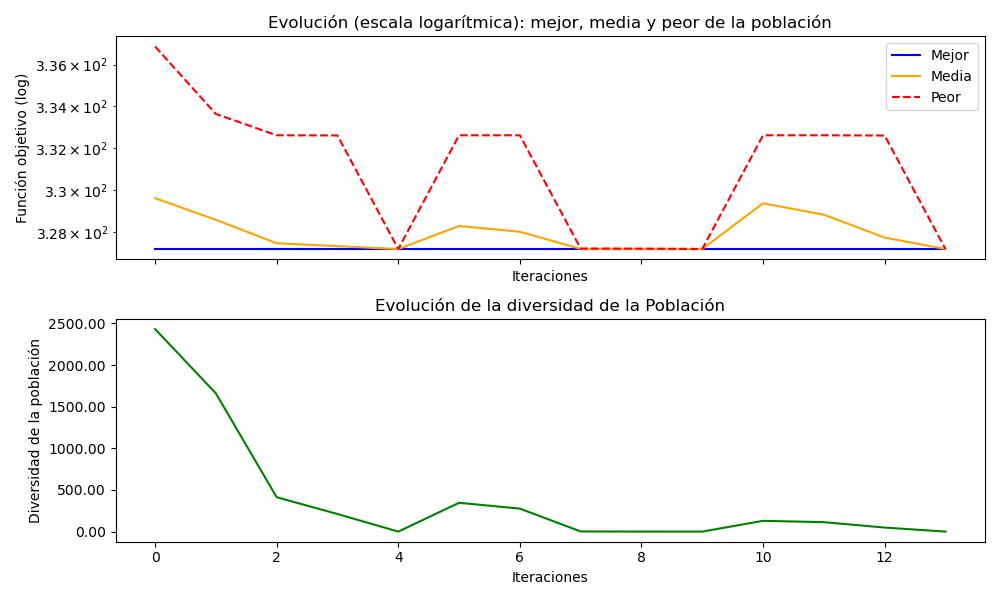 Evolución (escala logarítmica): mejor, media y peor de la población
Función objetivo (log)
3.36 × 10²
3.34 × 10²
3.32 × 10²
3.3 × 10²
3.28 × 10²
Mejor
Media
Peor
Iteraciones
Evolución de la diversidad de la Población
Diversidad de la población
2500.00
2000.00
1500.00
1000.00
500.00
0.00
0 2 4 6 8 10 12
Iteraciones